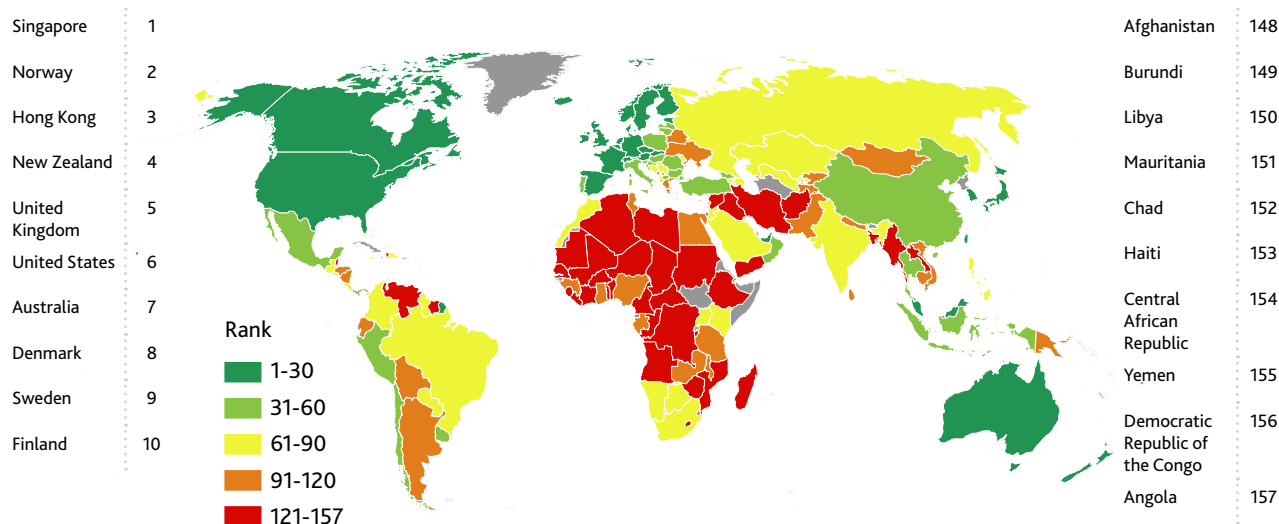 Singapore 1
Norway 2
Hong Kong 3
New Zealand 4
United 5
Kingdom
United States 6
Australia 7
Denmark 8
Sweden 9
Finland 10
Rank
1-30
31-60
61-90
91-120
121-157
Afghanistan 148
Burundi 149
Libya 150
Mauritania 151
Chad 152
Haiti 153
Central 154
African
Republic
Yemen 155
Democratic 156
Republic of
the Congo
Angola 157